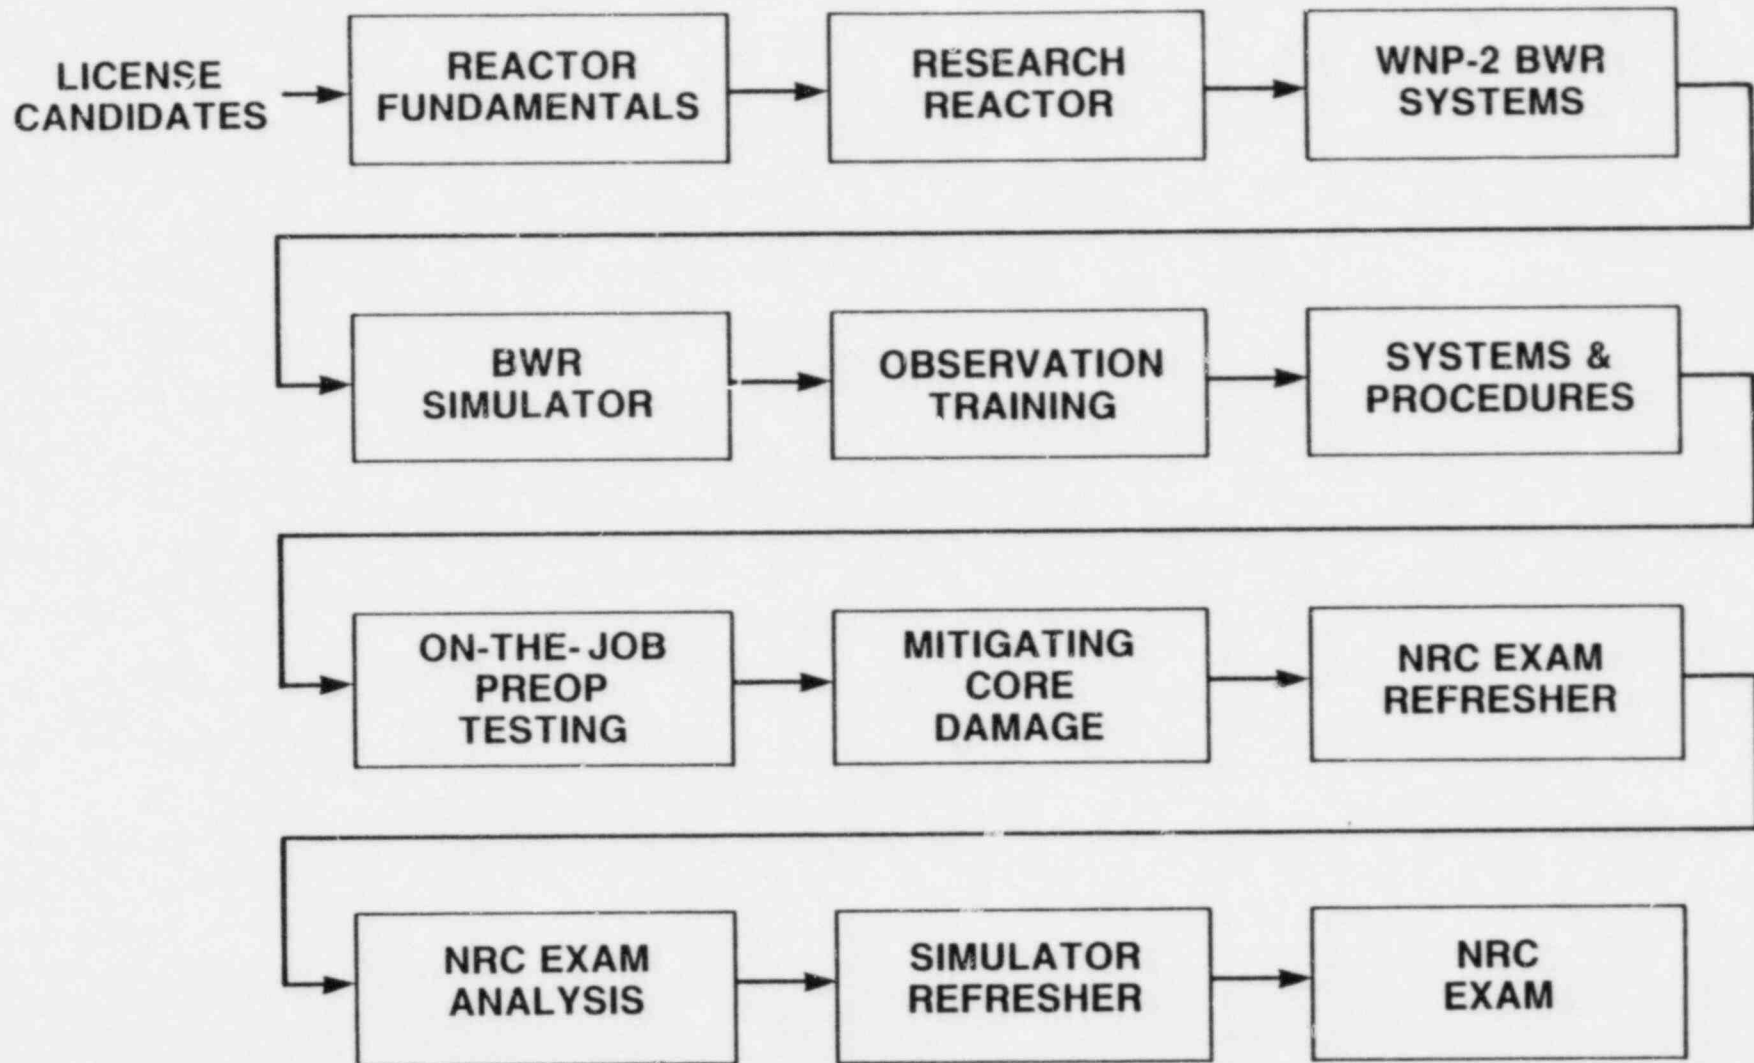 LICENSE
CANDIDATES
REACTOR
FUNDAMENTALS
RESEARCH
REACTOR
WNP-2 BWR
SYSTEMS
BWR
SIMULATOR
OBSERVATION
TRAINING
SYSTEMS &
PROCEDURES
ON-THE-JOB
PREOP
TESTING
MITIGATING
CORE
DAMAGE
NRC EXAM
REFRESHER
NRC EXAM
ANALYSIS
SIMULATOR
REFRESHER
NRC
EXAM